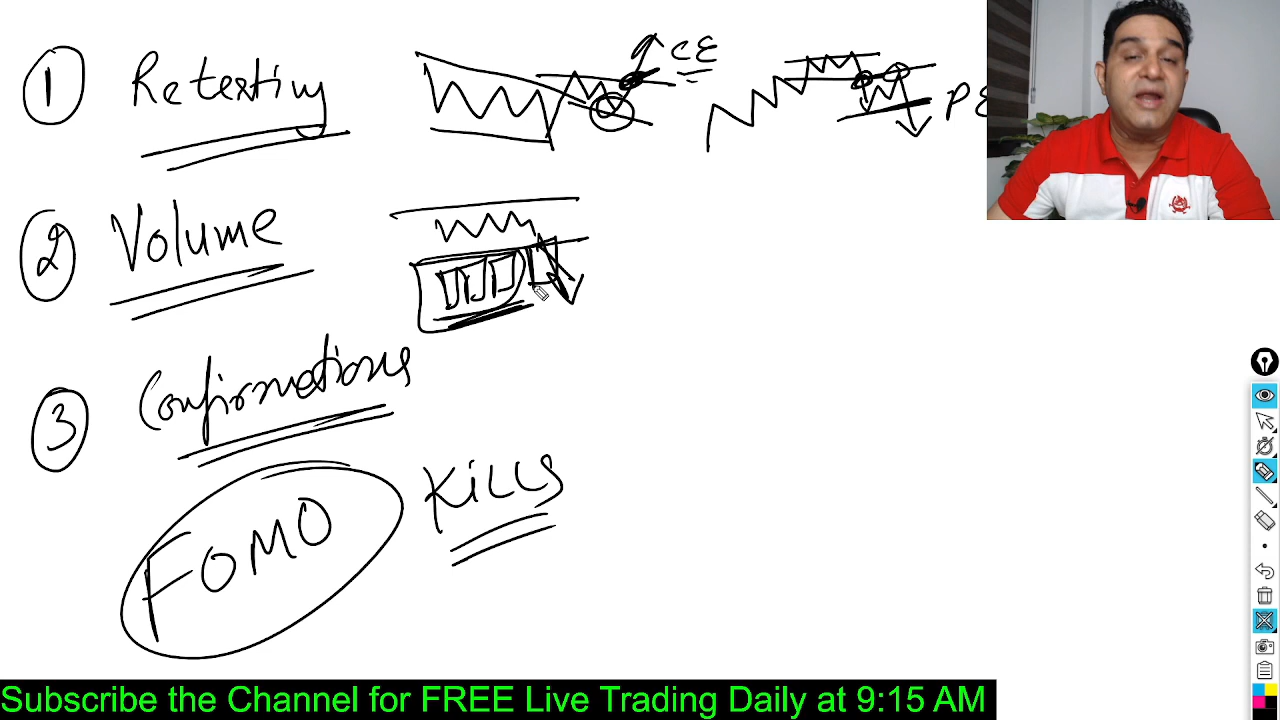 1 Retesting CE PE
2 Volume
3 Confirmations
FOMO Kills
Subscribe the Channel for FREE Live Trading Daily at 9:15 AM